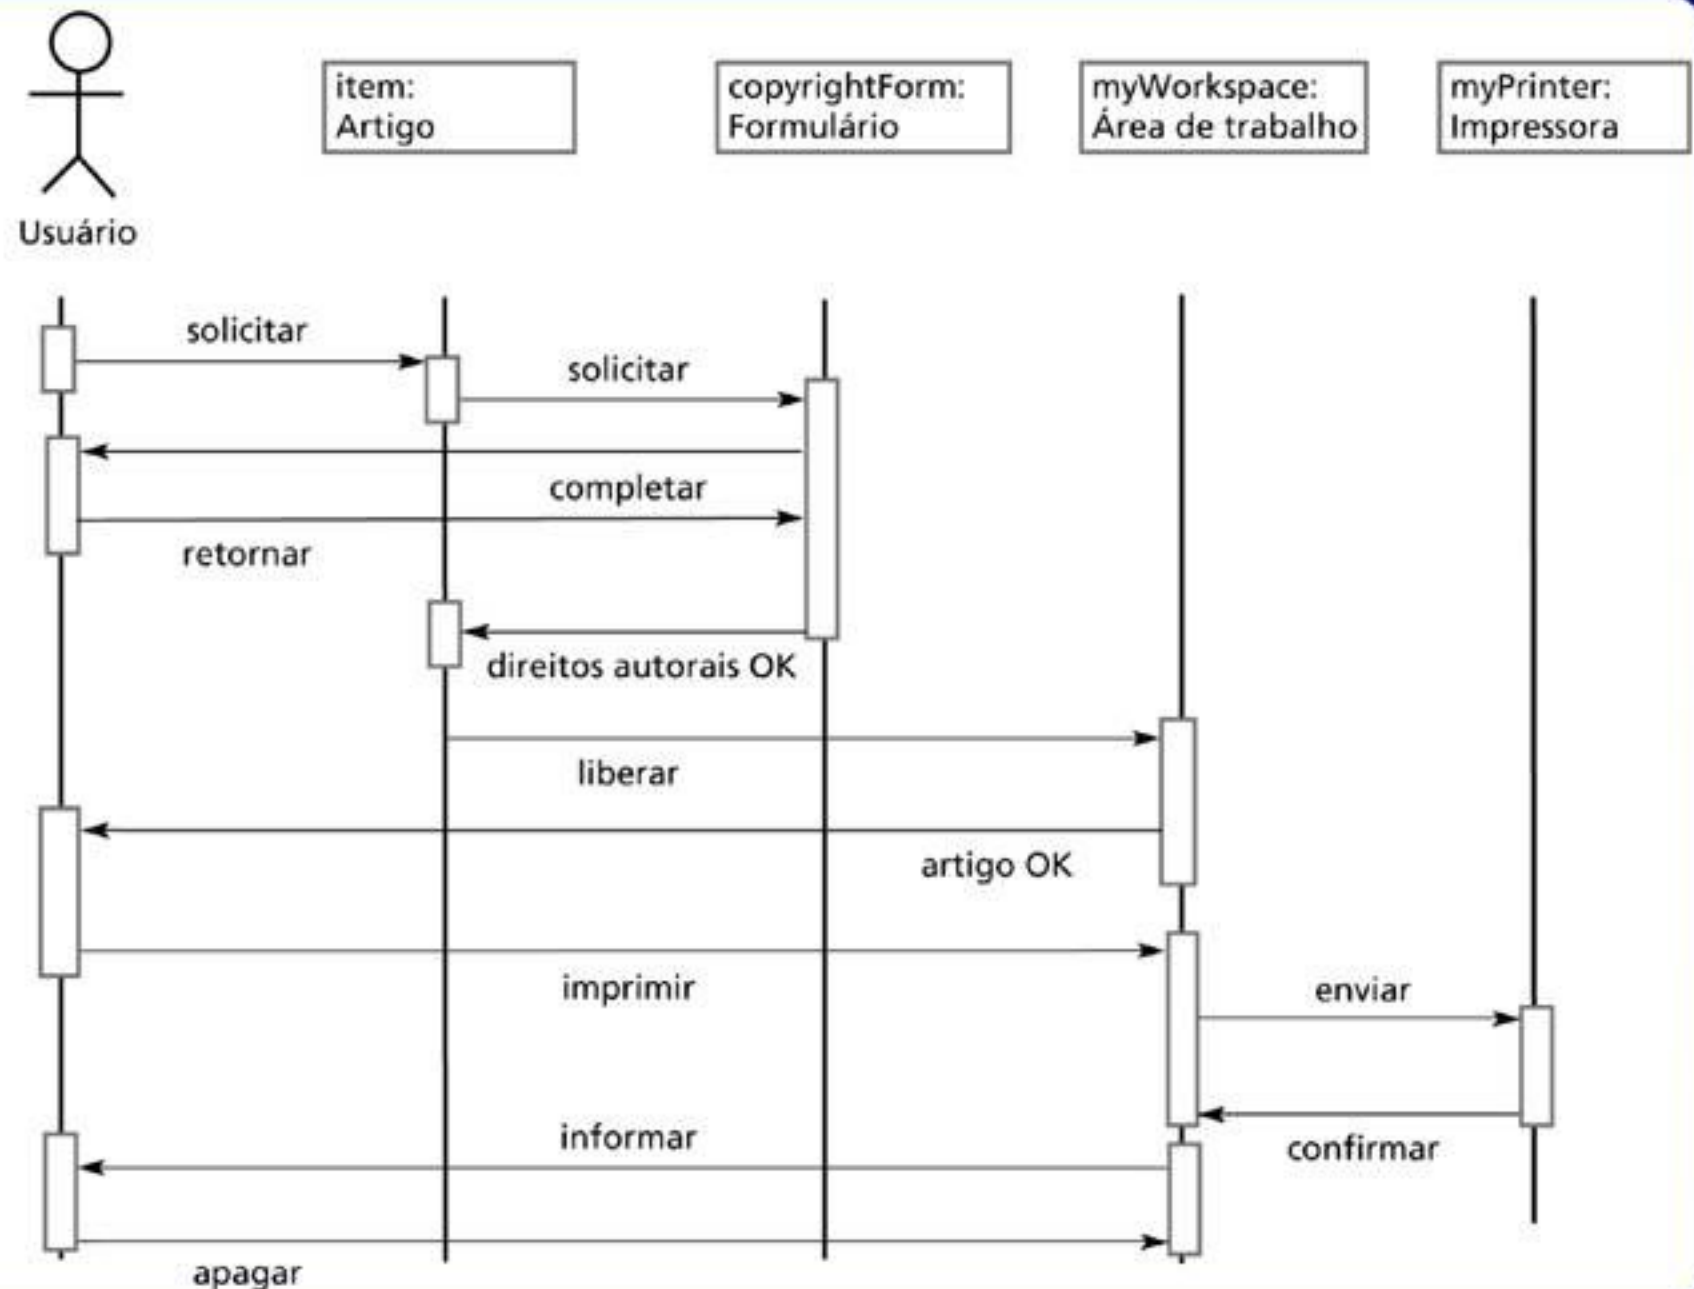 item:
Artigo
copyrightForm:
Formulário
myWorkspace:
Área de trabalho
myPrinter:
Impressora
Usuário
solicitar
solicitar
completar
retornar
direitos autorais OK
liberar
artigo OK
imprimir
enviar
informar
confirmar
apagar